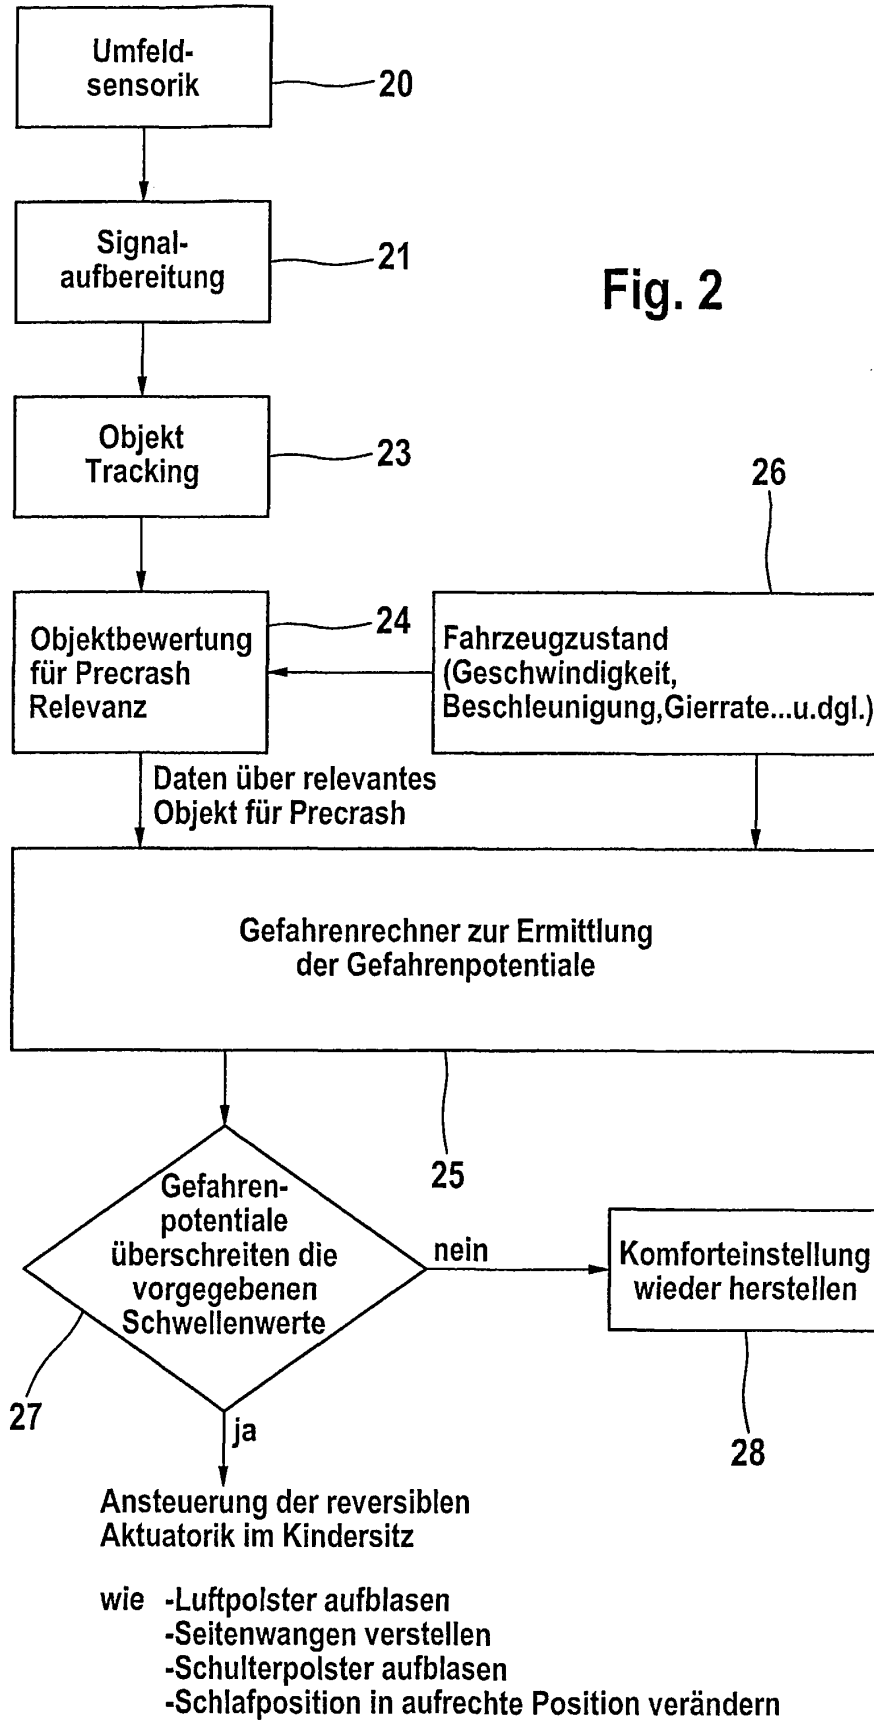 Umfeld-
sensorik
20
Signal-
aufbereitung
21
Fig. 2
Objekt
Tracking
23
26
Objektbewertung
für Precrash
Relevanz
24
Fahrzeugzustand
(Geschwindigkeit,
Beschleunigung,Gierrate...u.dgl.)
Daten über relevantes
Objekt für Precrash
Gefahrenrechner zur Ermittlung
der Gefahrenpotentiale
25
Gefahren-
potentiale
überschreiten die
vorgegebenen
Schwellenwerte
nein
Komforteinstellung
wieder herstellen
27
ja
28
Ansteuerung der reversiblen
Aktuatorik im Kindersitz
wie -Luftpolster aufblasen
-Seitenwangen verstellen
-Schulterpolster aufblasen
-Schlafposition in aufrechte Position verändern